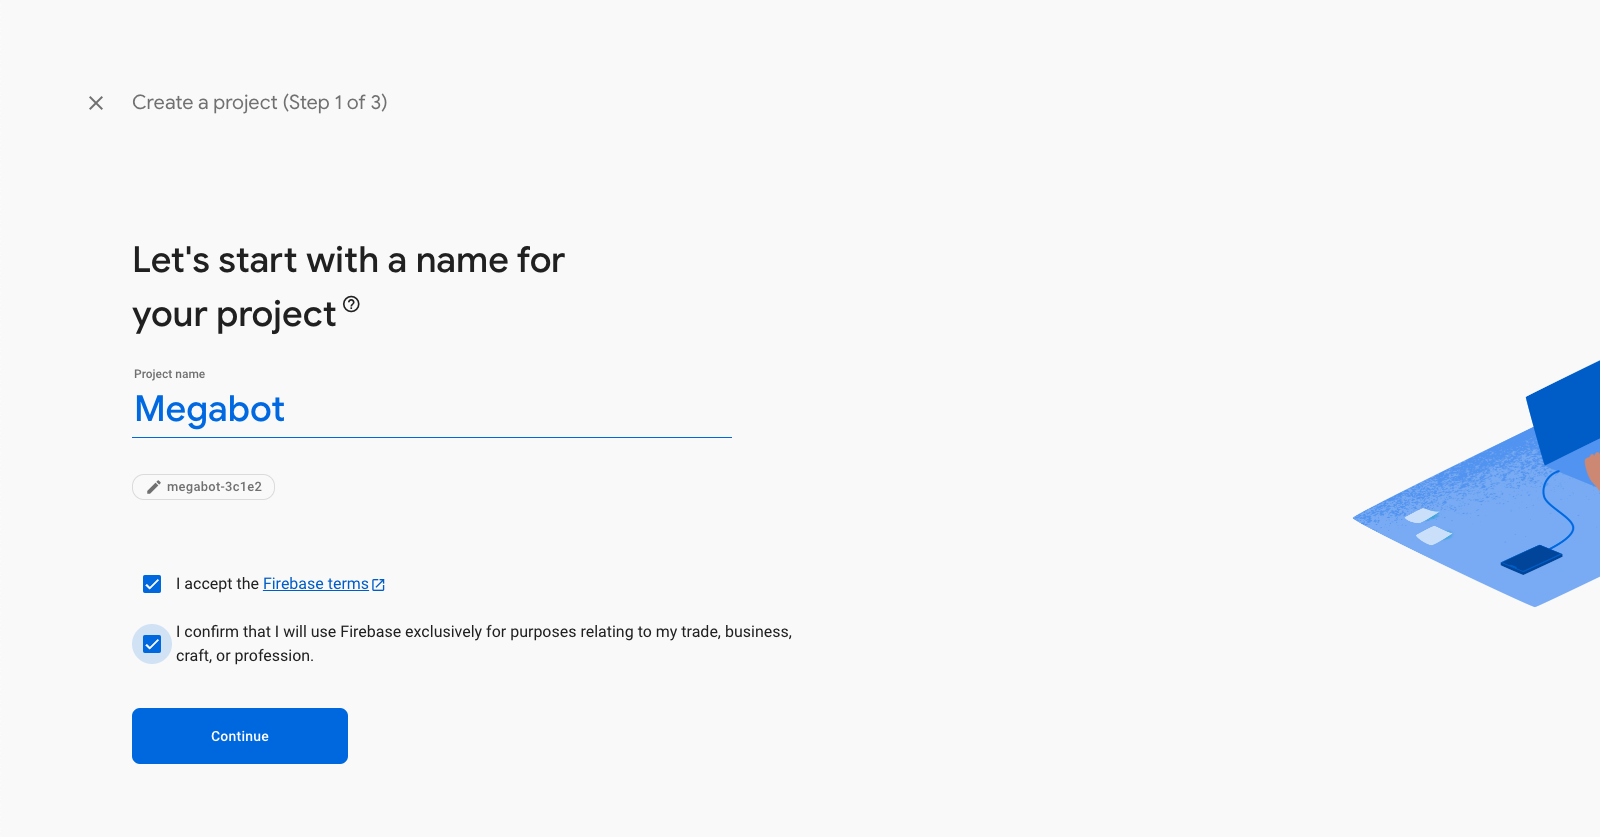 Create a project (Step 1 of 3)
Let's start with a name for
your project
Project name
Megabot
megabot-3c1e2
I accept the Firebase terms
I confirm that I will use Firebase exclusively for purposes relating to my trade, business,
craft, or profession.
Continue